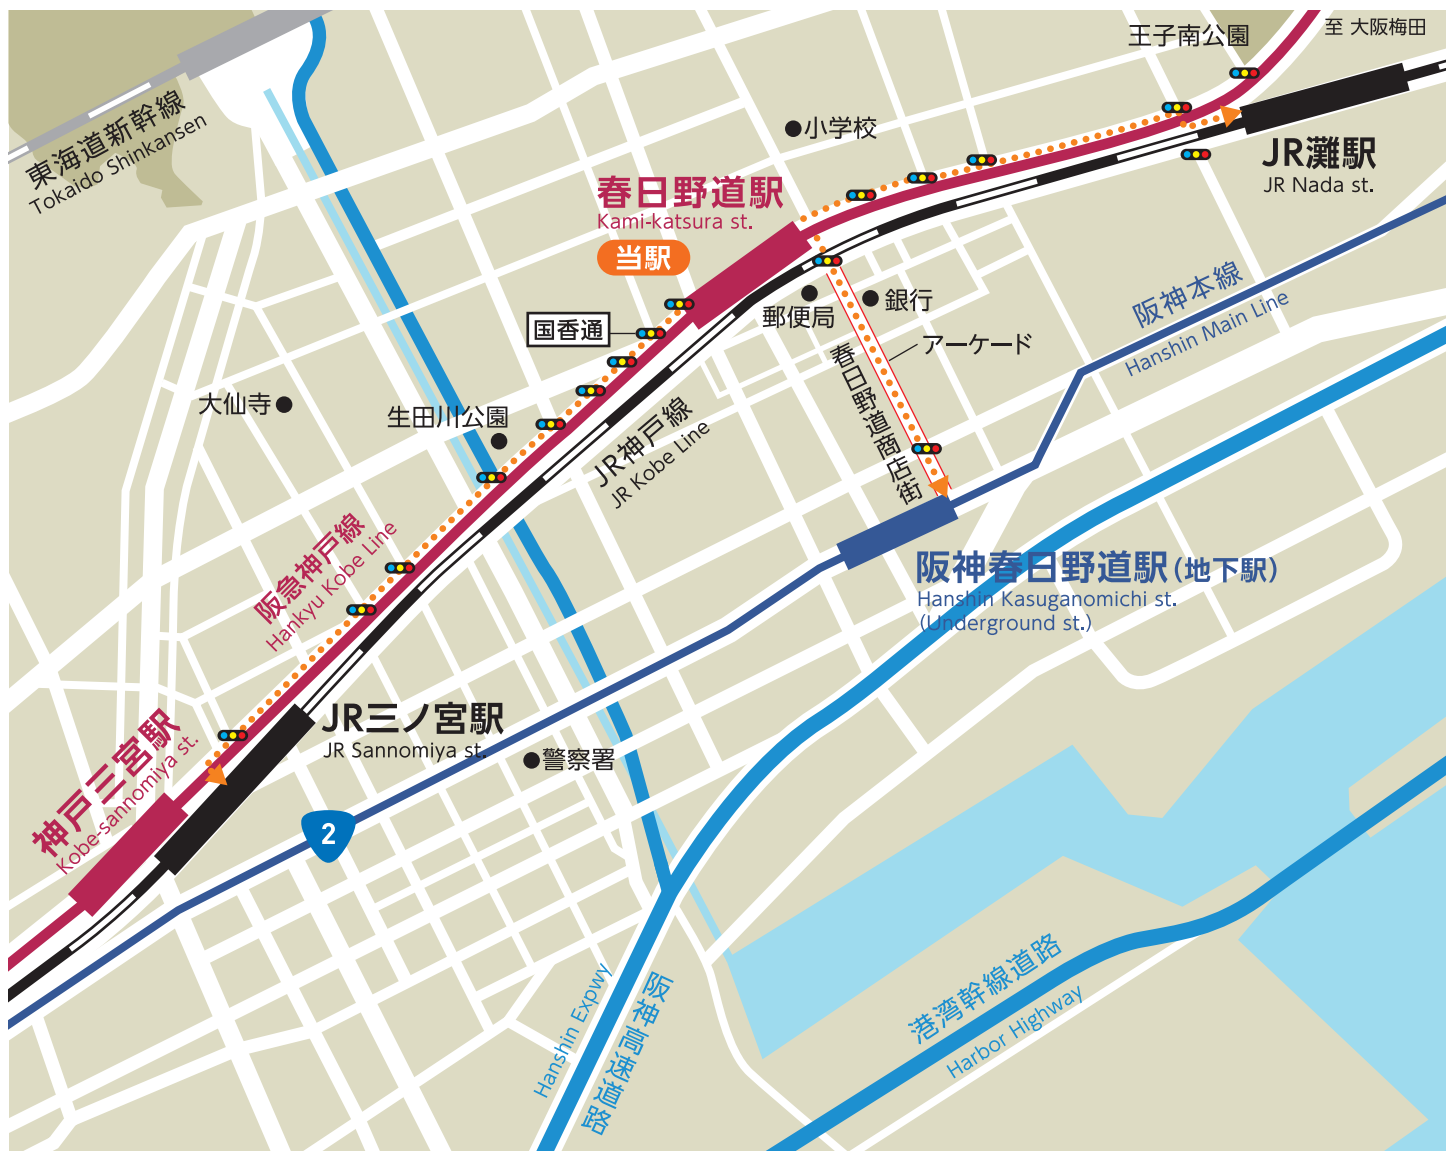 至 大阪梅田
王子南公園
東海道新幹線
Tokaido Shinkansen
小学校
JR灘駅
JR Nada st.
春日野道駅
Kami-katsura st.
当駅
国香通
郵便局
銀行
アーケード
春日野道商店街
阪神本線
Hanshin Main Line
大仙寺
生田川公園
JR神戸線
JR Kobe Line
阪急神戸線
Hankyu Kobe Line
阪神春日野道駅(地下駅)
Hanshin Kasuganomichi st.
(Underground st.)
JR三ノ宮駅
JR Sannomiya st.
神戸三宮駅
Kobe-sannomiya st.
警察署
2
阪神高速道路
Hanshin Expwy
港湾幹線道路
Harbor Highway